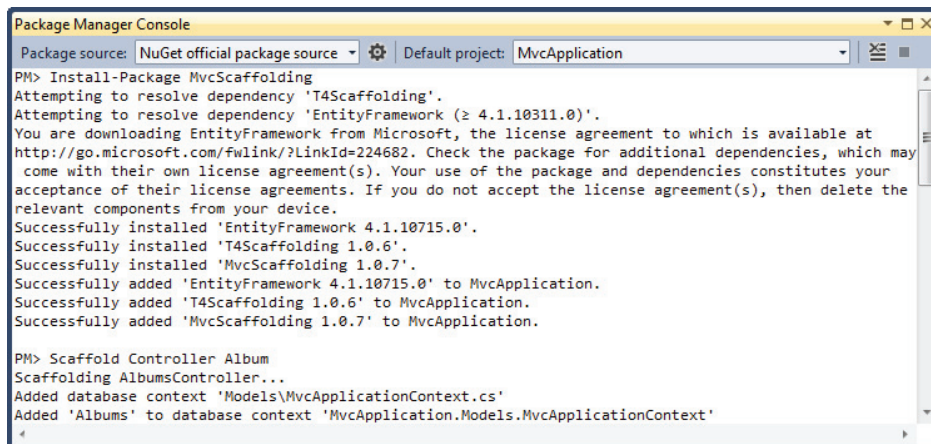 Package Manager Console
Package source: NuGet official package source Default project: MvcApplication
PM> Install-Package MvcScaffolding
Attempting to resolve dependency 'T4Scaffolding'.
Attempting to resolve dependency 'EntityFramework (≥ 4.1.10311.0)'.
You are downloading EntityFramework from Microsoft, the license agreement to which is available at
http://go.microsoft.com/fwlink/?LinkId=224682. Check the package for additional dependencies, which may
come with their own license agreement(s). Your use of the package and dependencies constitutes your
acceptance of their license agreements. If you do not accept the license agreement(s), then delete the
relevant components from your device.
Successfully installed 'EntityFramework 4.1.10715.0'.
Successfully installed 'T4Scaffolding 1.0.6'.
Successfully installed 'MvcScaffolding 1.0.7'.
Successfully added 'EntityFramework 4.1.10715.0' to MvcApplication.
Successfully added 'T4Scaffolding 1.0.6' to MvcApplication.
Successfully added 'MvcScaffolding 1.0.7' to MvcApplication.
PM> Scaffold Controller Album
Scaffolding AlbumsController...
Added database context 'Models\MvcApplicationContext.cs'
Added 'Albums' to database context 'MvcApplication.Models.MvcApplicationContext'